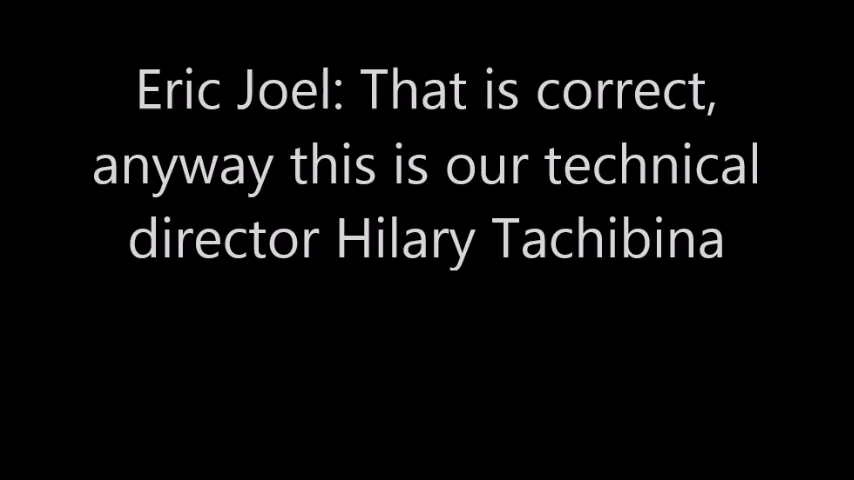 Eric Joel: That is correct,
anyway this is our technical
director Hilary Tachibina